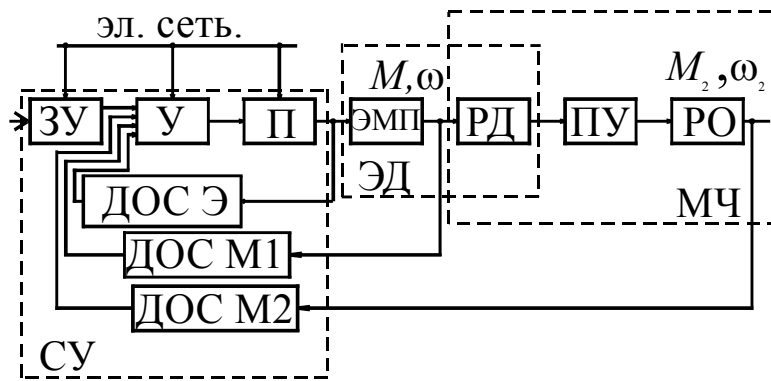 эл. сеть.
M,ω
M₂,ω₂
ЗУ
У
П
ЭМП
РД
ПУ
РО
ЭД
МЧ
ДОС Э
ДОС М1
ДОС М2
СУ